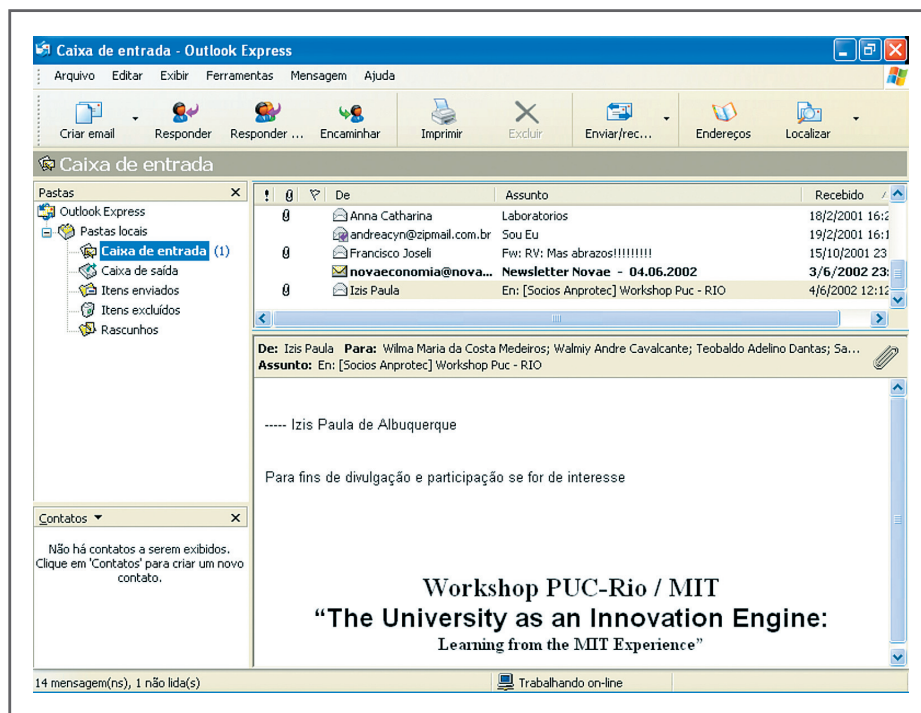 Caixa de entrada - Outlook Express
Arquivo Editar Exibir Ferramentas Mensagem Ajuda
Criar email Responder Responder ... Encaminhar Imprimir Excluir Enviar/rec... Endereços Localizar
Caixa de entrada
Pastas
Outlook Express
Pastas locais
Caixa de entrada (1)
Caixa de saída
Itens enviados
Itens excluídos
Rascunhos
Contatos
Não há contatos a serem exibidos.
Clique em 'Contatos' para criar um novo
contato.
! De Assunto Recebido
Anna Catharina Laboratorios 18/2/2001 16:2
andreacyn@zipmail.com.br Sou Eu 19/2/2001 16:1
Francisco Joseli Fw: RV: Mas abrazos!!!!!!!!! 15/10/2001 23
novaeconomia@nova... Newsletter Novae - 04.06.2002 3/6/2002 23:
Izis Paula En: [Socios Anprotec] Workshop Puc - RIO 4/6/2002 12:12
De: Izis Paula Para: Wilma Maria da Costa Medeiros; Walmiy Andre Cavalcante; Teobaldo Adelino Dantas; Sa...
Assunto: En: [Socios Anprotec] Workshop Puc - RIO
----- Izis Paula de Albuquerque
Para fins de divulgação e participação se for de interesse
Workshop PUC-Rio / MIT
“The University as an Innovation Engine:
Learning from the MIT Experience”
14 mensagem(ns), 1 não lida(s)
Trabalhando on-line